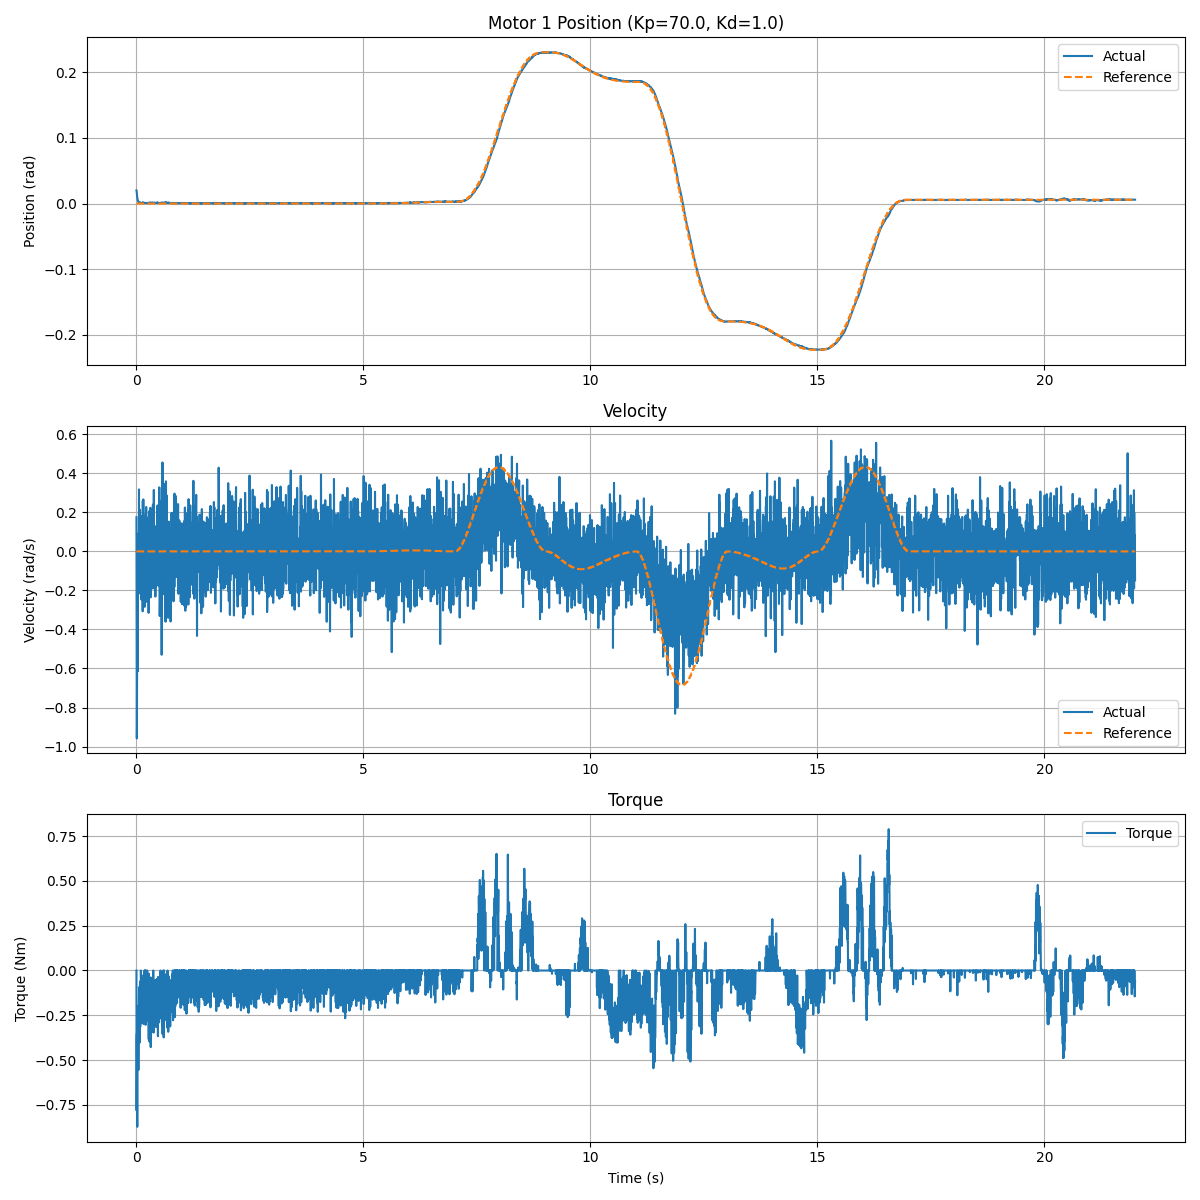 Motor 1 Position (Kp=70.0, Kd=1.0)
Actual
Reference
Position (rad)
0.2
0.1
0.0
−0.1
−0.2
0 5 10 15 20
Velocity
Velocity (rad/s)
0.6
0.4
0.2
0.0
−0.2
−0.4
−0.6
−0.8
−1.0
Actual
Reference
0 5 10 15 20
Torque
Torque
Torque (Nm)
0.75
0.50
0.25
0.00
−0.25
−0.50
−0.75
0 5 10 15 20
Time (s)